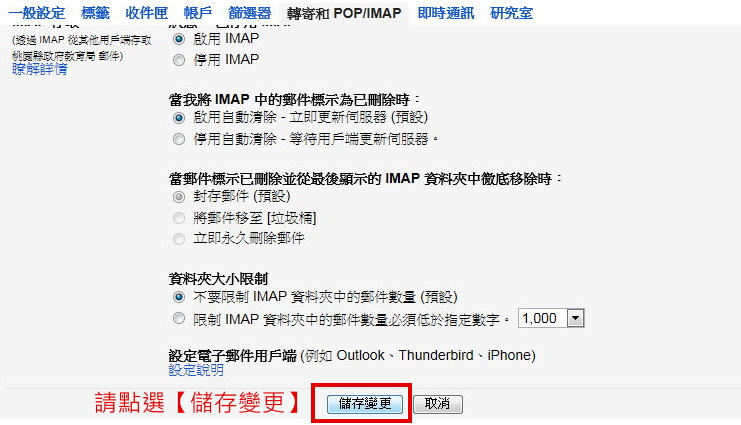 一般設定 標籤 收件匣 帳戶 篩選器 轉寄和 POP/IMAP 即時通訊 研究室
(透過 IMAP 從其他用戶端存取
桃園縣政府教育局 郵件)
瞭解詳情
啟用 IMAP
停用 IMAP
當我將 IMAP 中的郵件標示為已刪除時：
啟用自動清除 - 立即更新伺服器 (預設)
停用自動清除 - 等待用戶端更新伺服器。
當郵件標示已刪除並從最後顯示的 IMAP 資料夾中徹底移除時：
封存郵件 (預設)
將郵件移至 [垃圾桶]
立即永久刪除郵件
資料夾大小限制
不要限制 IMAP 資料夾中的郵件數量 (預設)
限制 IMAP 資料夾中的郵件數量必須低於指定數字。 1,000
設定電子郵件用戶端 (例如 Outlook、Thunderbird、iPhone)
設定說明
請點選【儲存變更】 儲存變更 取消